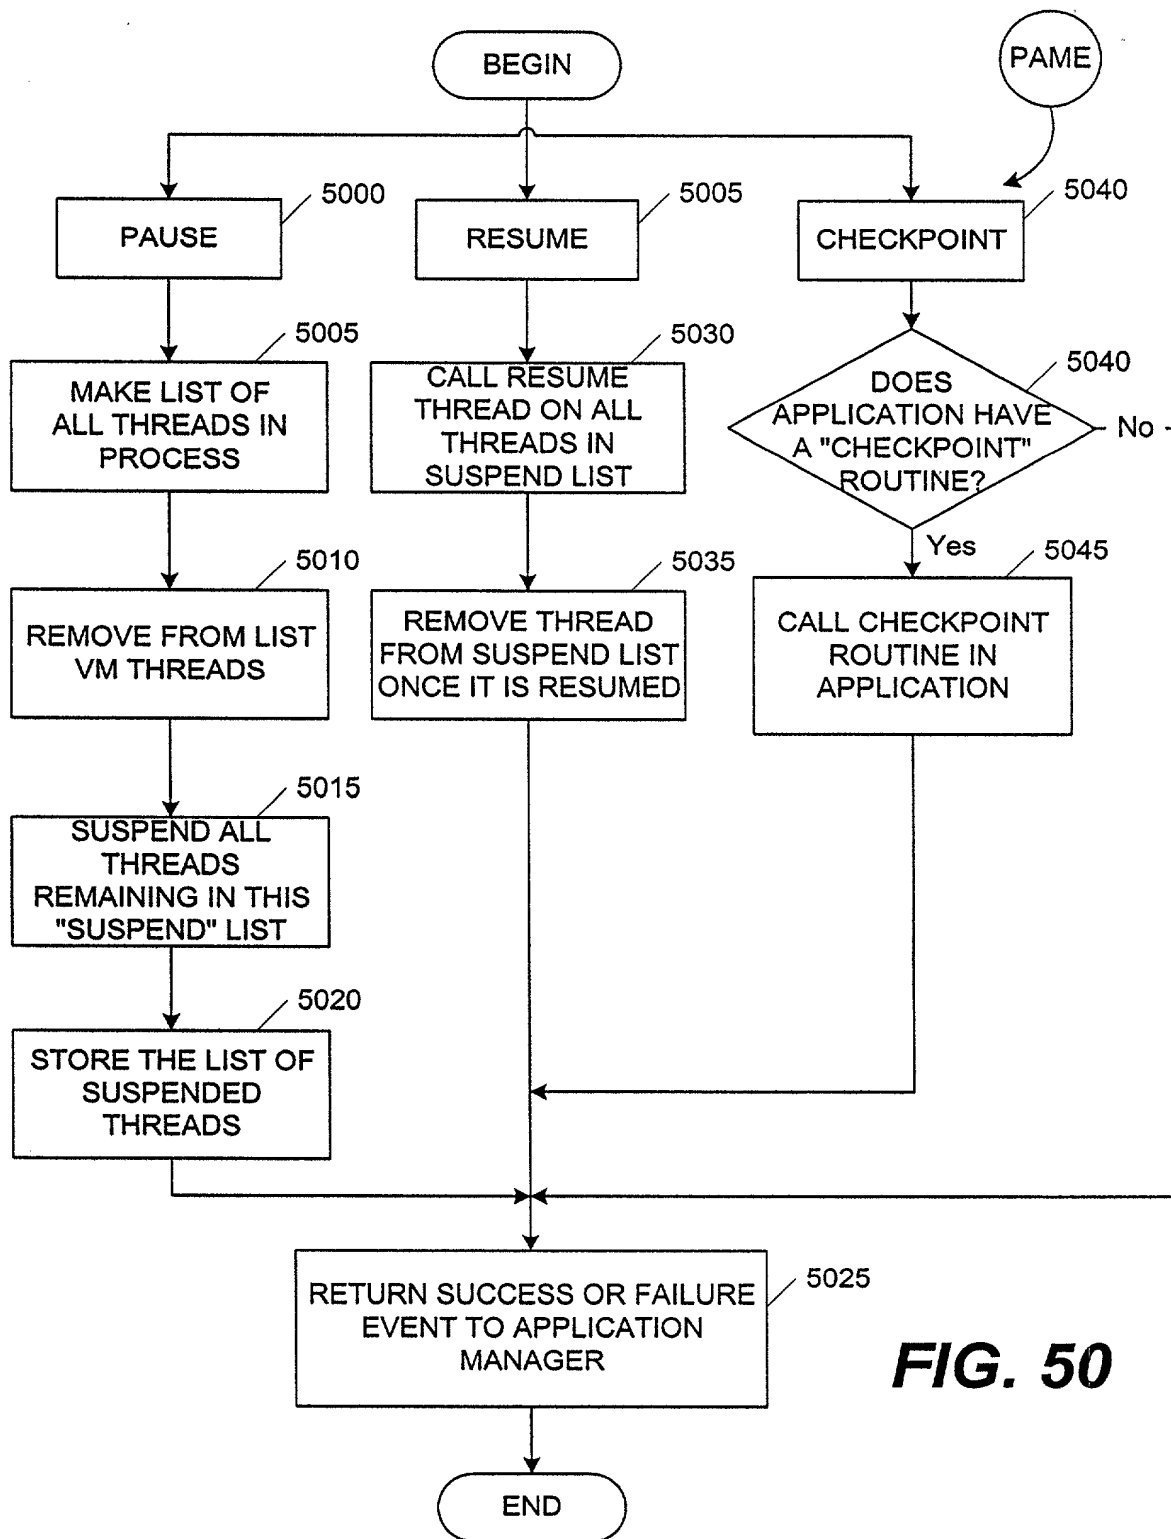 BEGIN
PAME
5000
PAUSE
5005
RESUME
5040
CHECKPOINT
5005
MAKE LIST OF
ALL THREADS IN
PROCESS
5030
CALL RESUME
THREAD ON ALL
THREADS IN
SUSPEND LIST
5040
DOES
APPLICATION HAVE
A "CHECKPOINT"
ROUTINE?
No
Yes
5010
REMOVE FROM LIST
VM THREADS
5035
REMOVE THREAD
FROM SUSPEND LIST
ONCE IT IS RESUMED
5045
CALL CHECKPOINT
ROUTINE IN
APPLICATION
5015
SUSPEND ALL
THREADS
REMAINING IN THIS
"SUSPEND" LIST
5020
STORE THE LIST OF
SUSPENDED
THREADS
5025
RETURN SUCCESS OR FAILURE
EVENT TO APPLICATION
MANAGER
FIG. 50
END